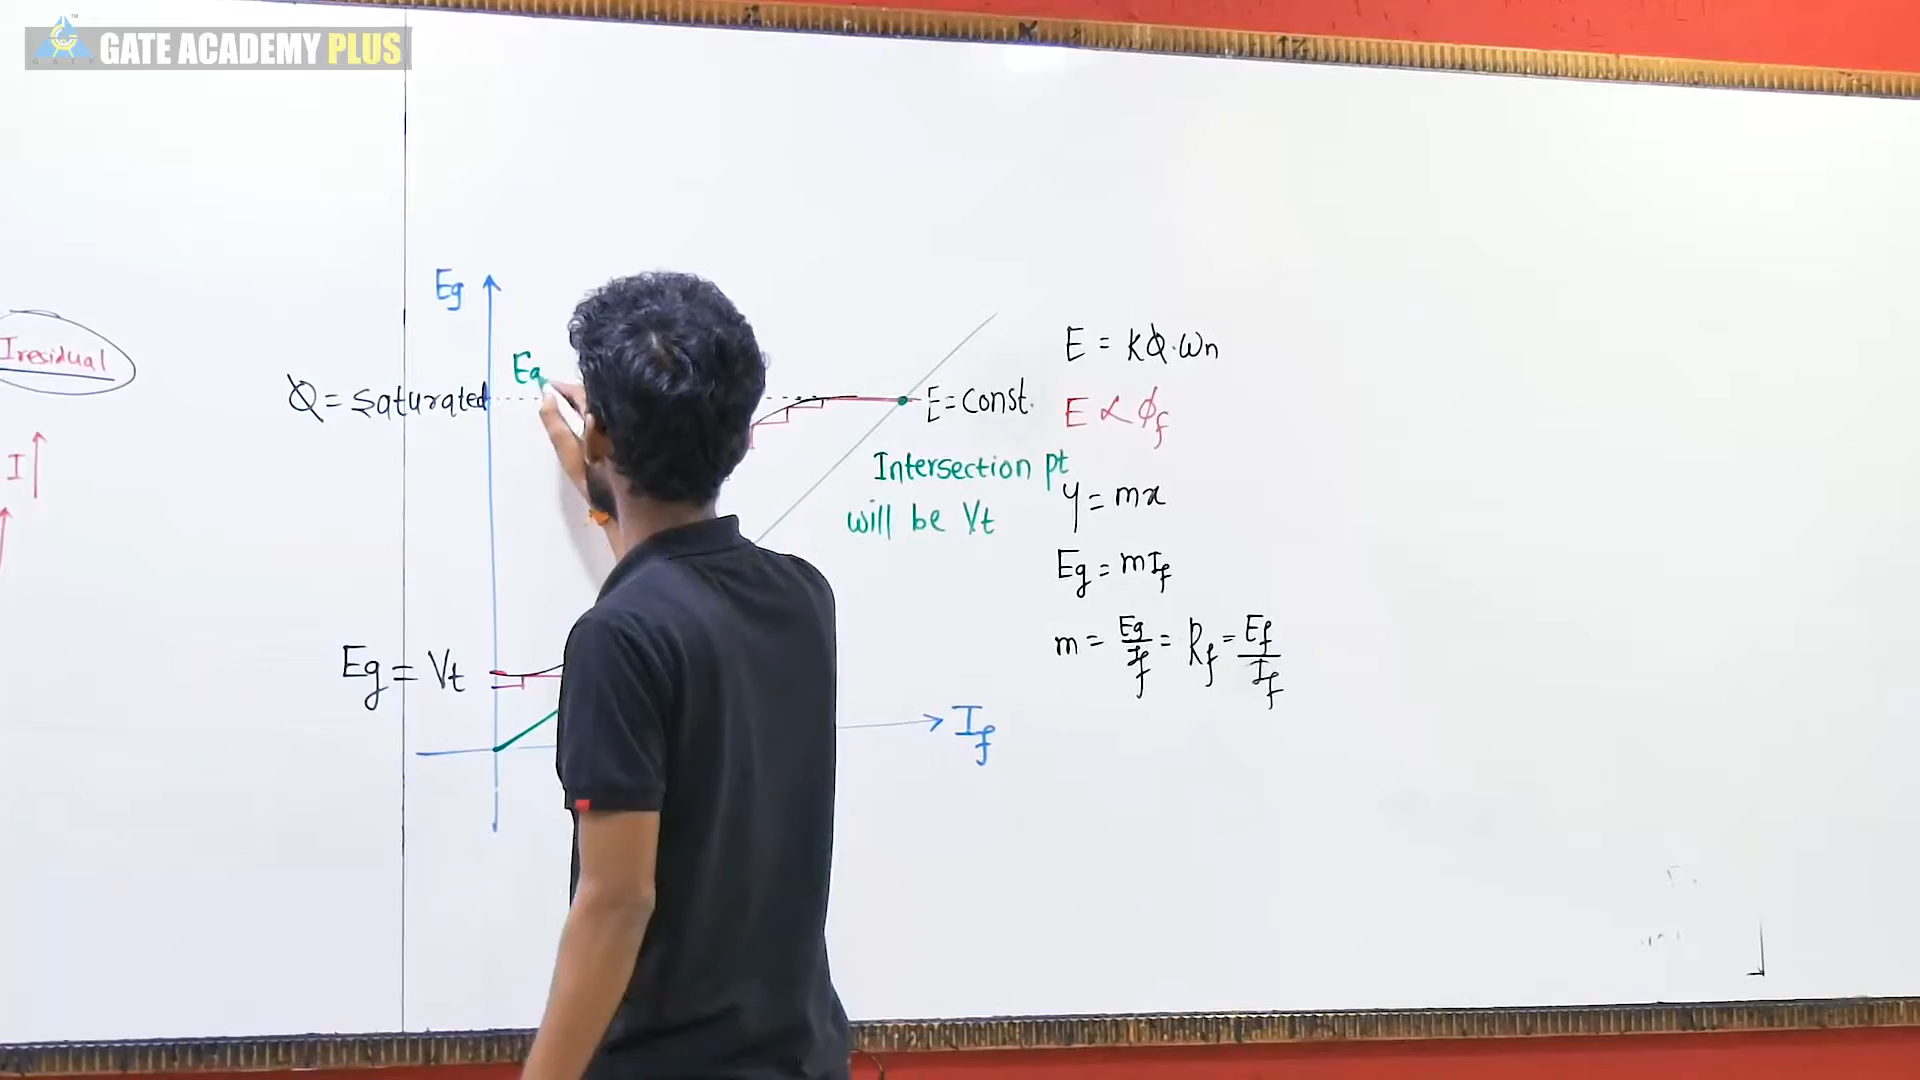 GATE ACADEMY PLUS
Iresidual
I
Eg
Eg
ϕ = saturated
E = const.
Intersection pt
will be Vt
Eg = Vt
If
E = kϕ.ωn
E ∝ ϕf
y = mx
Eg = mIf
m = Eg/If = Rf = Ef/If